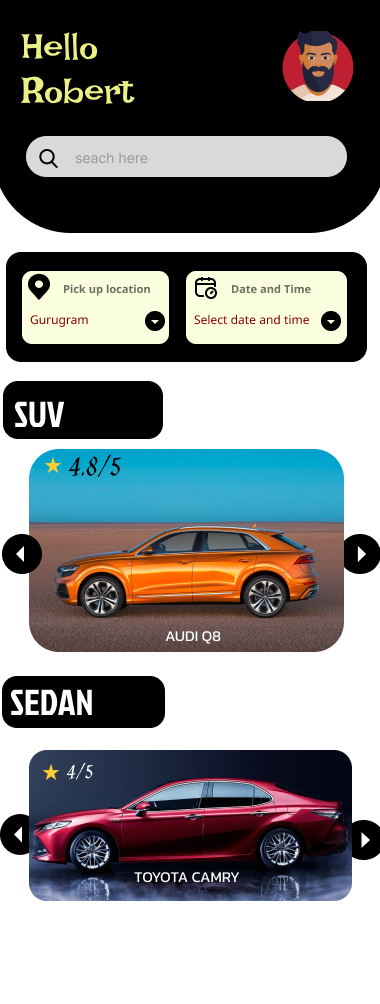 Hello
Robert
seach here
Pick up location
Date and Time
Gurugram
Select date and time
SUV
4.8/5
AUDI Q8
SEDAN
4/5
TOYOTA CAMRY